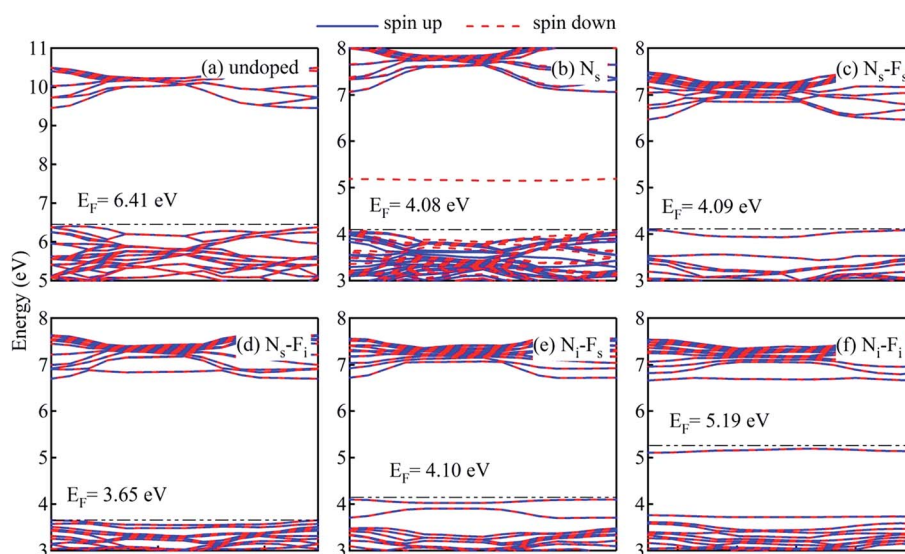 spin up spin down
11
10
9
8
7
6
5
(a) undoped
E_F= 6.41 eV
8
7
6
5
4
3
(b) N_s
E_F= 4.08 eV
8
7
6
5
4
3
(c) N_s-F_s
E_F= 4.09 eV
Energy (eV)
8
7
6
5
4
3
(d) N_s-F_i
E_F= 3.65 eV
8
7
6
5
4
3
(e) N_i-F_s
E_F= 4.10 eV
8
7
6
5
4
3
(f) N_i-F_i
E_F= 5.19 eV